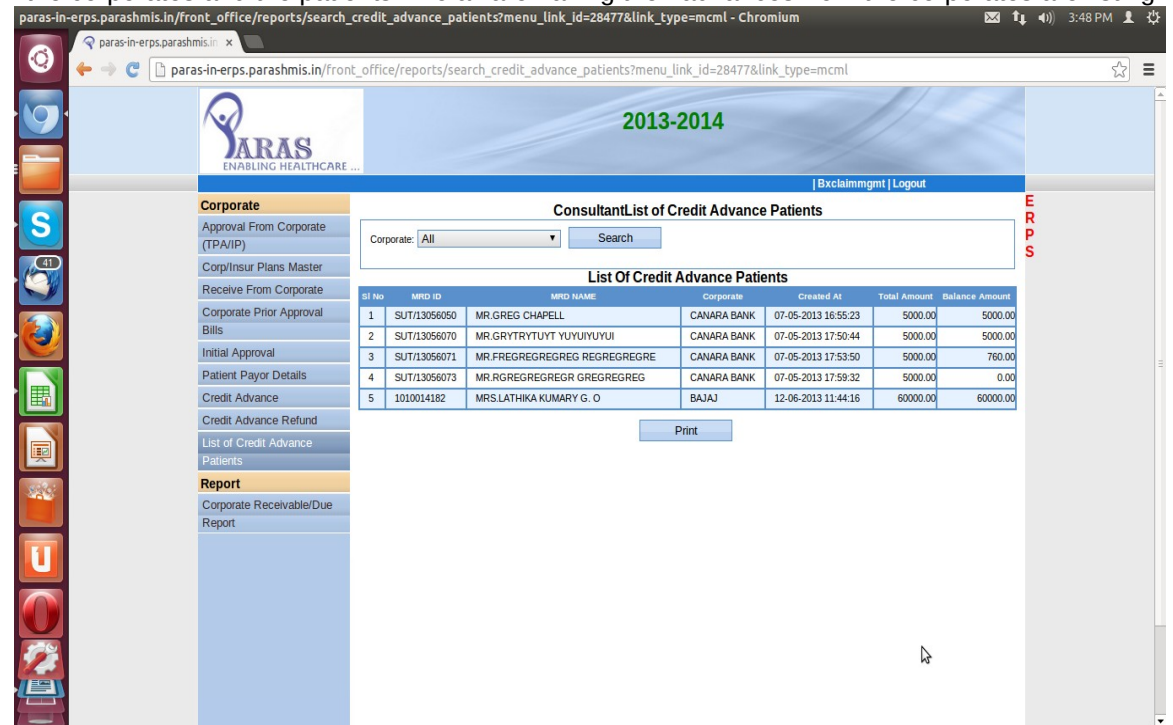 paras-in-erps.parashmis.in/front_office/reports/search_credit_advance_patients?menu_link_id=28477&link_type=mcml - Chromium
3:48 PM
paras-in-erps.parashmis.in
paras-in-erps.parashmis.in/front_office/reports/search_credit_advance_patients?menu_link_id=28477&link_type=mcml
PARAS
ENABLING HEALTHCARE ...
2013-2014
| Bxclaimmgmt | Logout
E
R
P
S
Corporate
Approval From Corporate
(TPA/IP)
Corp/Insur Plans Master
Receive From Corporate
Corporate Prior Approval
Bills
Initial Approval
Patient Payor Details
Credit Advance
Credit Advance Refund
List of Credit Advance
Patients
Report
Corporate Receivable/Due
Report
ConsultantList of Credit Advance Patients
Corporate: All Search
List Of Credit Advance Patients
Sl No MRD ID MRD NAME Corporate Created At Total Amount Balance Amount
1 SUT/13056050 MR.GREG CHAPELL CANARA BANK 07-05-2013 16:55:23 5000.00 5000.00
2 SUT/13056070 MR.GRYTRYTUYT YUYUIYUYUI CANARA BANK 07-05-2013 17:50:44 5000.00 5000.00
3 SUT/13056071 MR.FREGREGREGREG REGREGREGRE CANARA BANK 07-05-2013 17:53:50 5000.00 760.00
4 SUT/13056073 MR.RGREGREGREGR GREGREGREG CANARA BANK 07-05-2013 17:59:32 5000.00 0.00
5 1010014182 MRS.LATHIKA KUMARY G. O BAJAJ 12-06-2013 11:44:16 60000.00 60000.00
Print
41